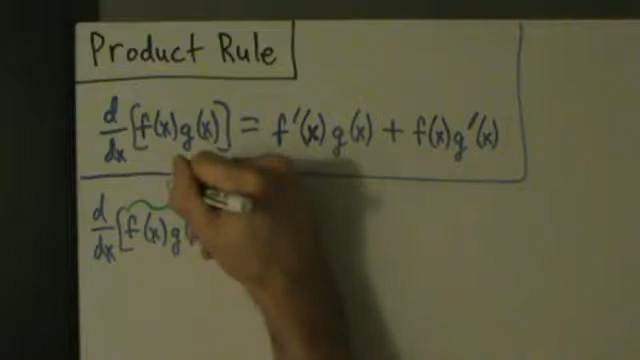 Product Rule
d/dx [f(x)g(x)] = f'(x)g(x) + f(x)g'(x)
d/dx [f(x)g(